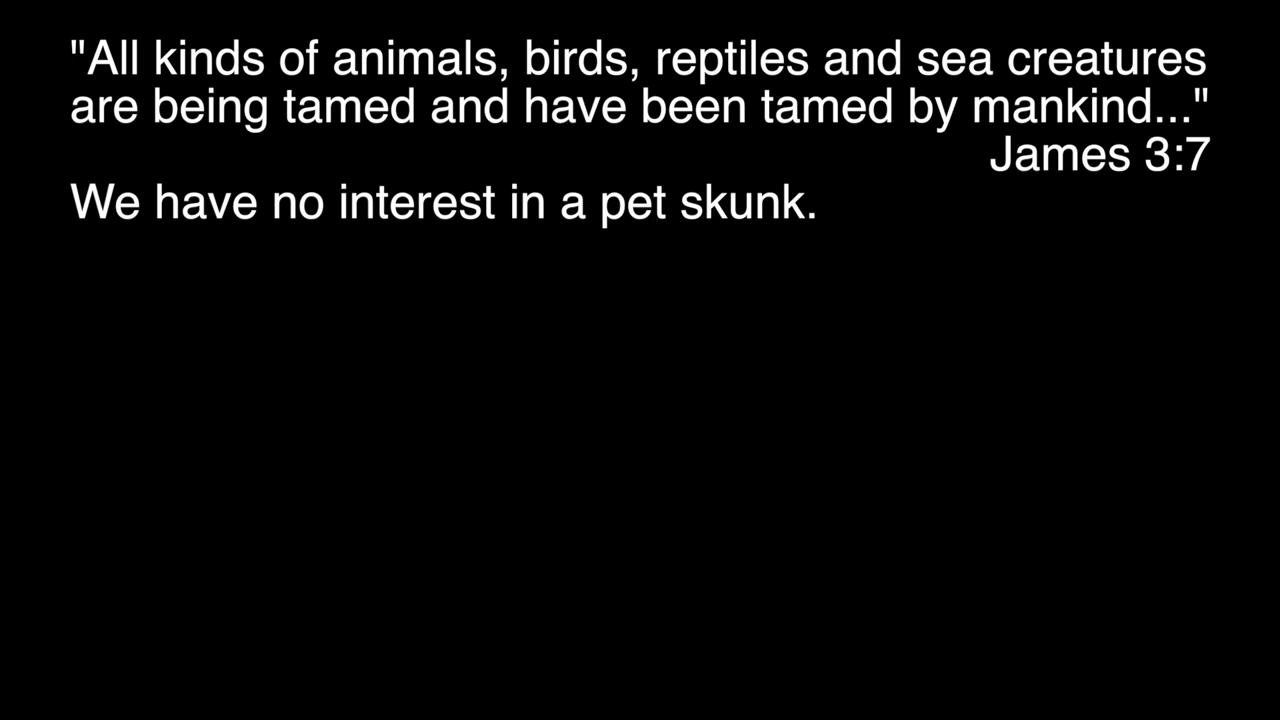 "All kinds of animals, birds, reptiles and sea creatures
are being tamed and have been tamed by mankind..."
James 3:7
We have no interest in a pet skunk.